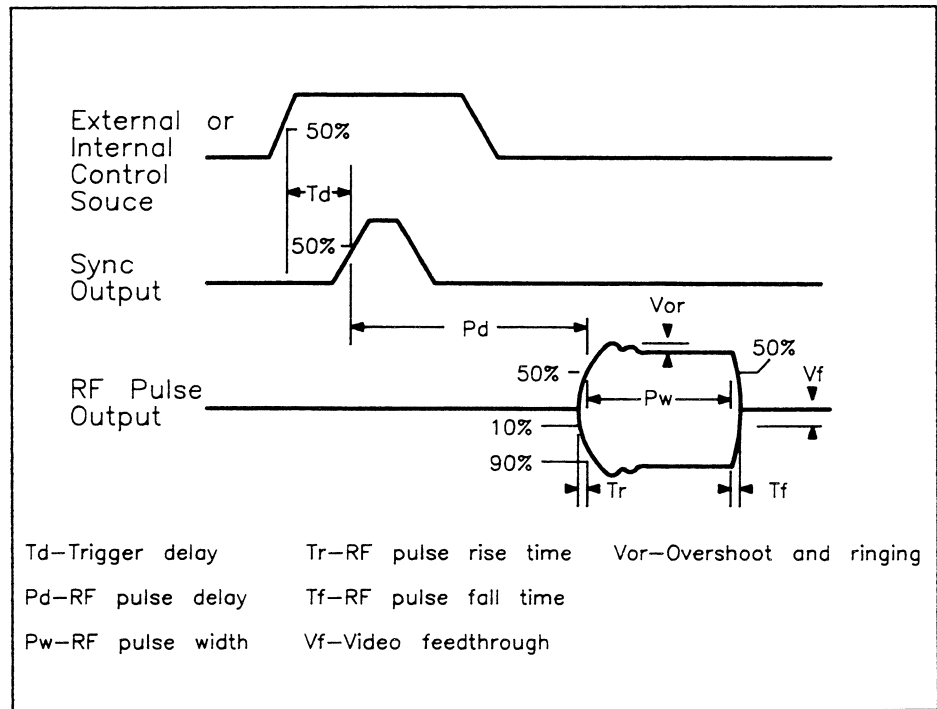 External or
Internal
Control
Souce
50%
Td
50%
Sync
Output
Vor
Pd
50%
50%
Vf
RF Pulse
Output
Pw
10%
90%
Tr
Tf
Td-Trigger delay
Tr-RF pulse rise time
Vor-Overshoot and ringing
Pd-RF pulse delay
Tf-RF pulse fall time
Pw-RF pulse width
Vf-Video feedthrough